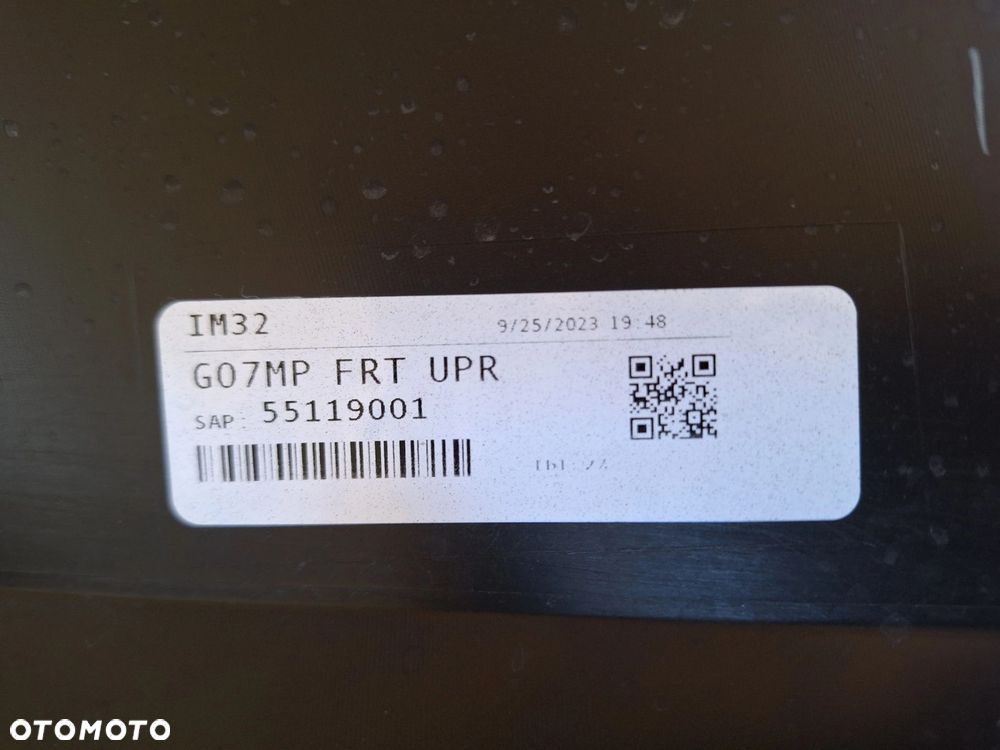 IM32
9/25/2023 19:48
G07MP FRT UPR
SAP: 55119001
OTOMOTO